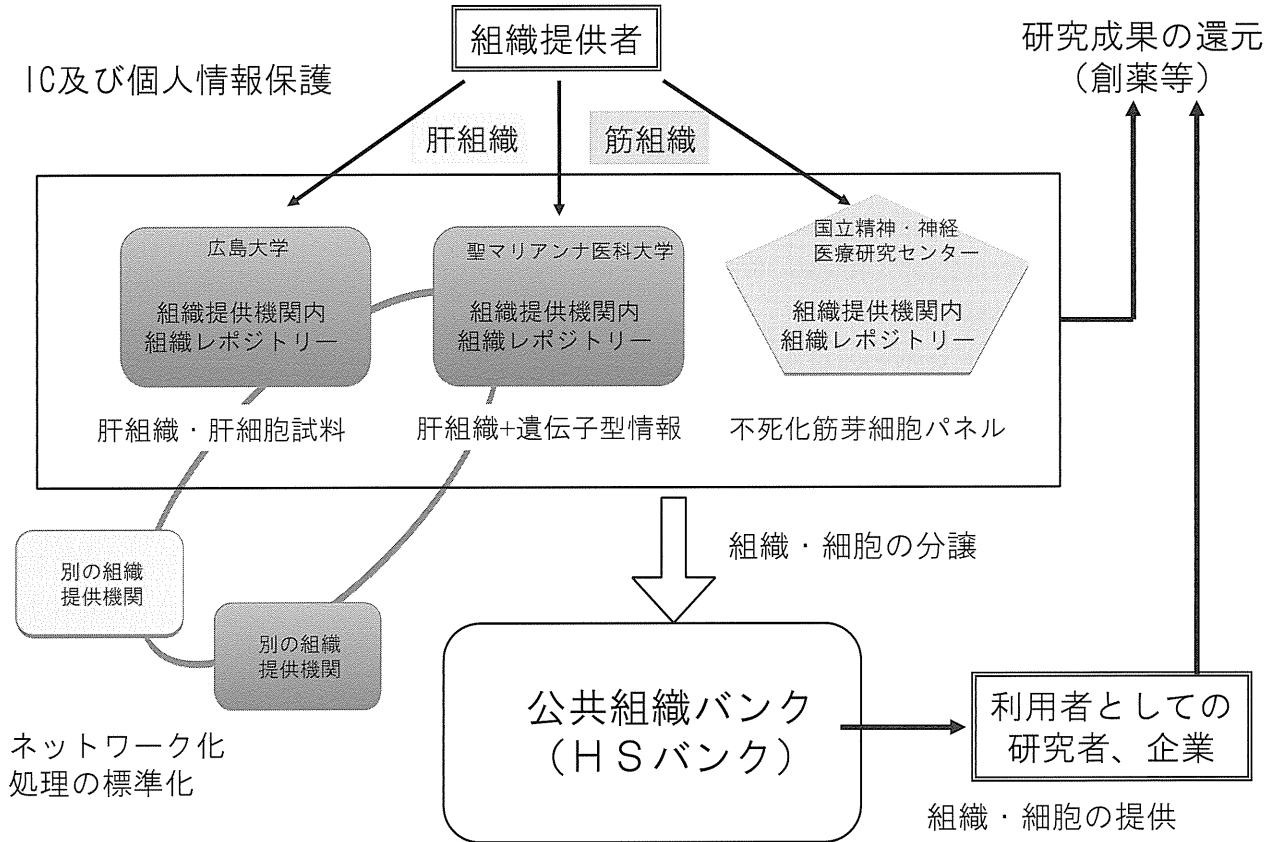 組織提供者
研究成果の還元
（創薬等）
IC及び個人情報保護
肝組織
筋組織
広島大学
組織提供機関内
組織レポジトリー
聖マリアンナ医科大学
組織提供機関内
組織レポジトリー
国立精神・神経
医療研究センター
組織提供機関内
組織レポジトリー
肝組織・肝細胞試料
肝組織+遺伝子型情報
不死化筋芽細胞パネル
組織・細胞の分譲
別の組織
提供機関
別の組織
提供機関
ネットワーク化
処理の標準化
公共組織バンク
（ＨＳバンク）
利用者としての
研究者、企業
組織・細胞の提供